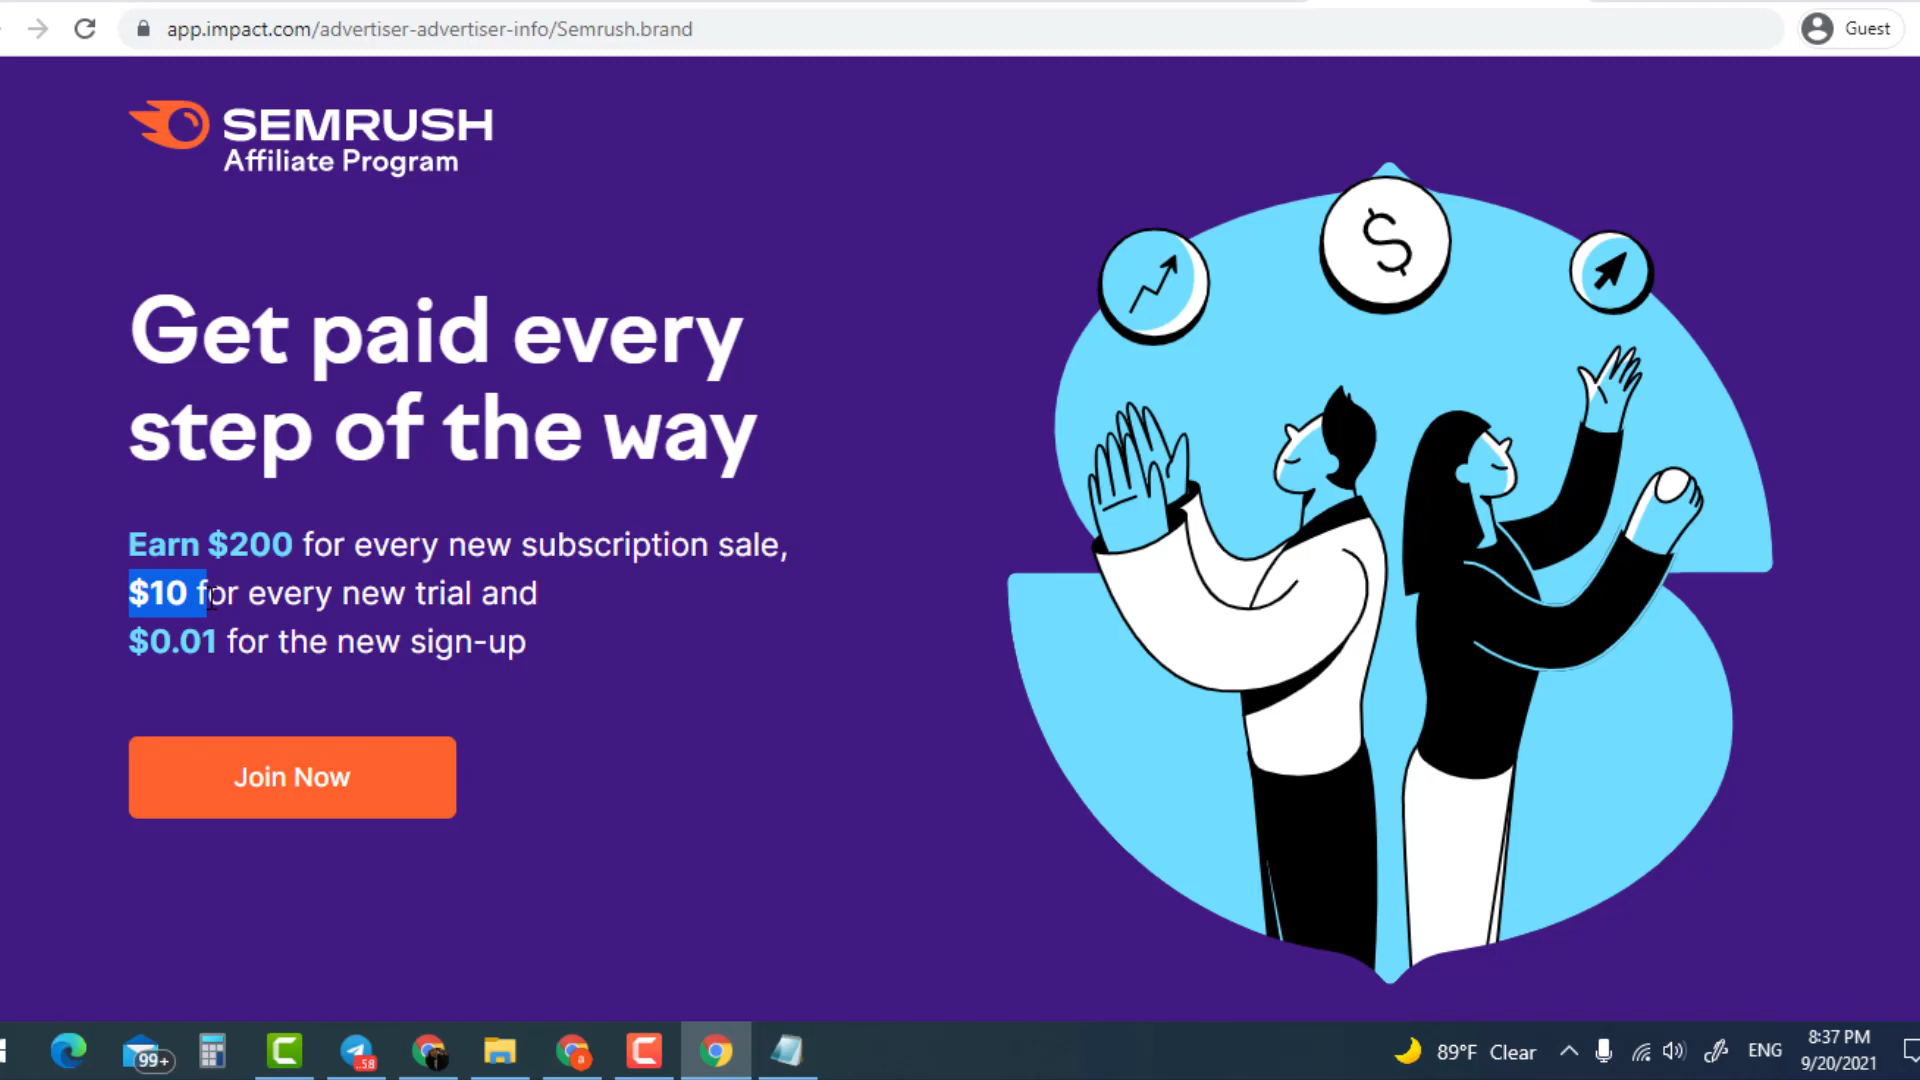 app.impact.com/advertiser-advertiser-info/Semrush.brand
Guest
SEMRUSH
Affiliate Program
Get paid every
step of the way
$
Earn $200 for every new subscription sale,
$10 for every new trial and
$0.01 for the new sign-up
Join Now
99+
58
a
89°F Clear
ENG
8:37 PM
9/20/2021